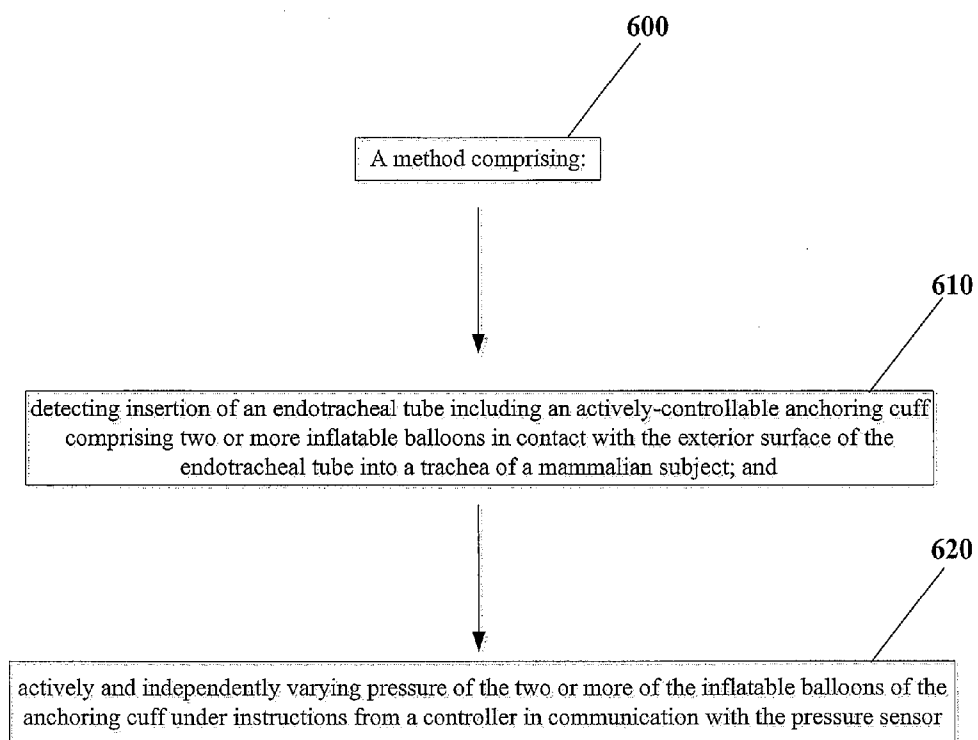 600
A method comprising:
610
detecting insertion of an endotracheal tube including an actively-controllable anchoring cuff
comprising two or more inflatable balloons in contact with the exterior surface of the
endotracheal tube into a trachea of a mammalian subject; and
620
actively and independently varying pressure of the two or more of the inflatable balloons of the
anchoring cuff under instructions from a controller in communication with the pressure sensor